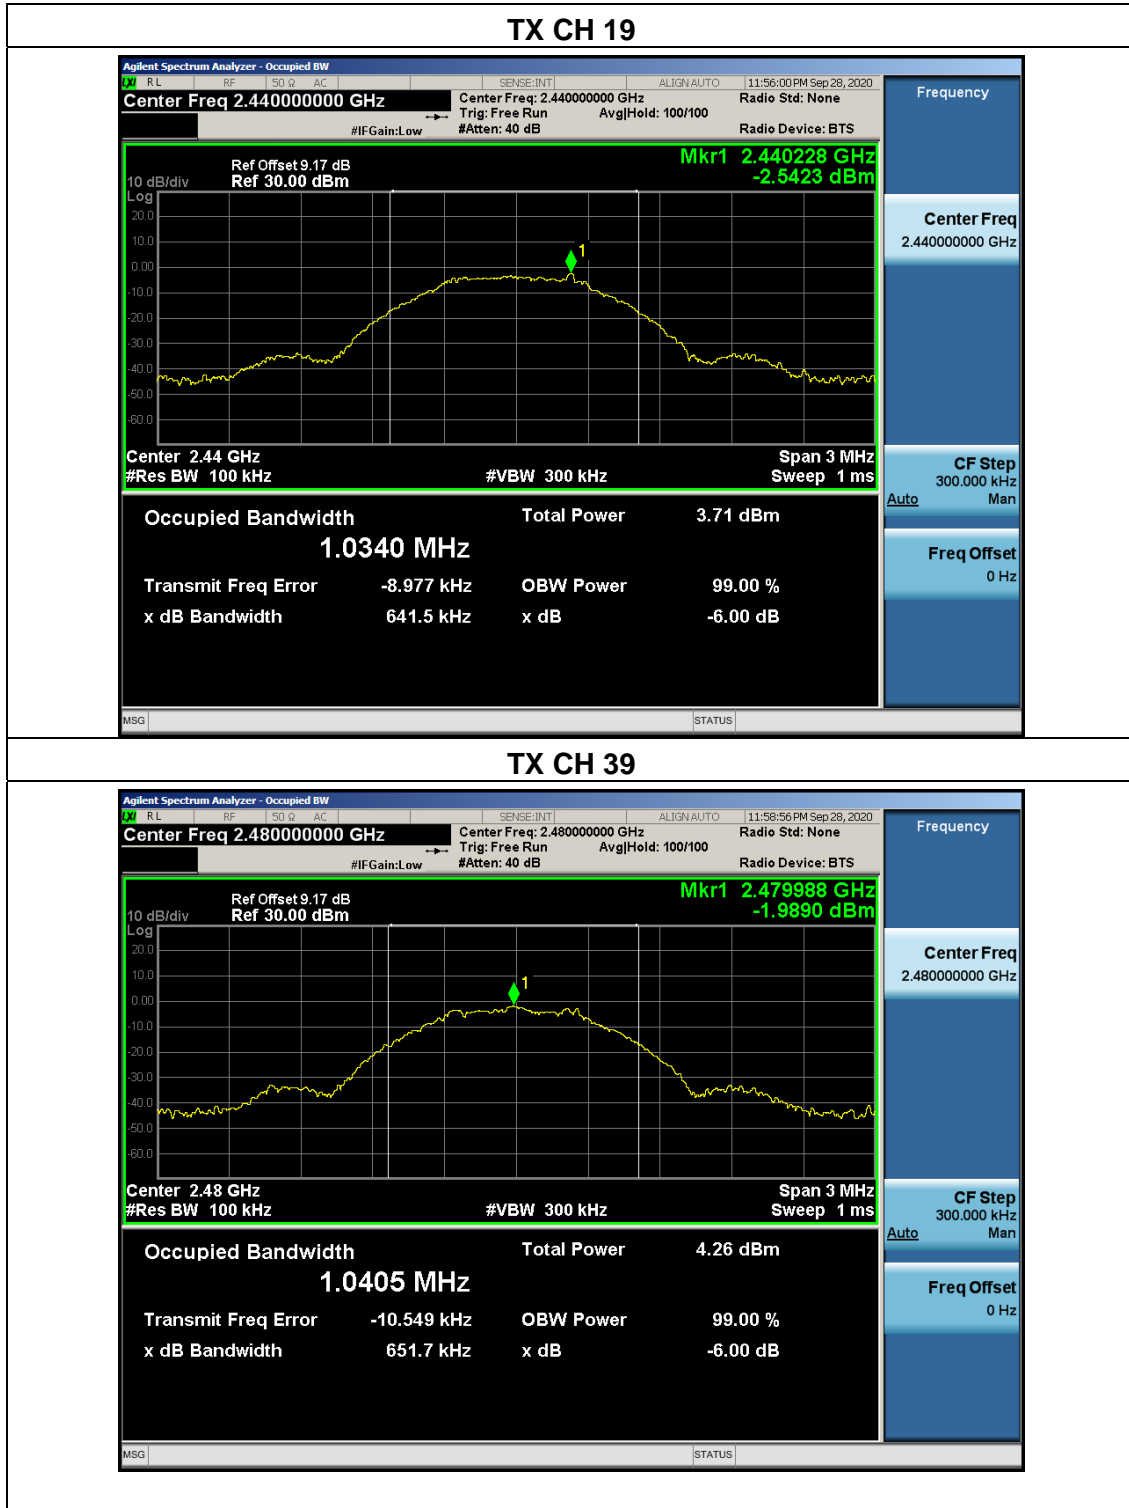 TX CH 19
Agilent Spectrum Analyzer - Occupied BW
LXI RL RF 50 Ω AC SENSE:INT ALIGN AUTO 11:56:00 PM Sep 28, 2020
Center Freq 2.440000000 GHz
Center Freq: 2.440000000 GHz Radio Std: None
Trig: Free Run Avg|Hold: 100/100
#IFGain:Low #Atten: 40 dB Radio Device: BTS
Frequency
Mkr1 2.440228 GHz
-2.5423 dBm
Ref Offset 9.17 dB
10 dB/div Ref 30.00 dBm
Log
20.0
10.0
0.00
-10.0
-20.0
-30.0
-40.0
-50.0
-60.0
1
Center 2.44 GHz Span 3 MHz
#Res BW 100 kHz #VBW 300 kHz Sweep 1 ms
Center Freq
2.440000000 GHz
CF Step
300.000 kHz
Auto Man
Freq Offset
0 Hz
Occupied Bandwidth Total Power 3.71 dBm
1.0340 MHz
Transmit Freq Error -8.977 kHz OBW Power 99.00 %
x dB Bandwidth 641.5 kHz x dB -6.00 dB
MSG STATUS
TX CH 39
Agilent Spectrum Analyzer - Occupied BW
LXI RL RF 50 Ω AC SENSE:INT ALIGN AUTO 11:58:56 PM Sep 28, 2020
Center Freq 2.480000000 GHz
Center Freq: 2.480000000 GHz Radio Std: None
Trig: Free Run Avg|Hold: 100/100
#IFGain:Low #Atten: 40 dB Radio Device: BTS
Frequency
Mkr1 2.479988 GHz
-1.9890 dBm
Ref Offset 9.17 dB
10 dB/div Ref 30.00 dBm
Log
20.0
10.0
0.00
-10.0
-20.0
-30.0
-40.0
-50.0
-60.0
1
Center 2.48 GHz Span 3 MHz
#Res BW 100 kHz #VBW 300 kHz Sweep 1 ms
Center Freq
2.480000000 GHz
CF Step
300.000 kHz
Auto Man
Freq Offset
0 Hz
Occupied Bandwidth Total Power 4.26 dBm
1.0405 MHz
Transmit Freq Error -10.549 kHz OBW Power 99.00 %
x dB Bandwidth 651.7 kHz x dB -6.00 dB
MSG STATUS